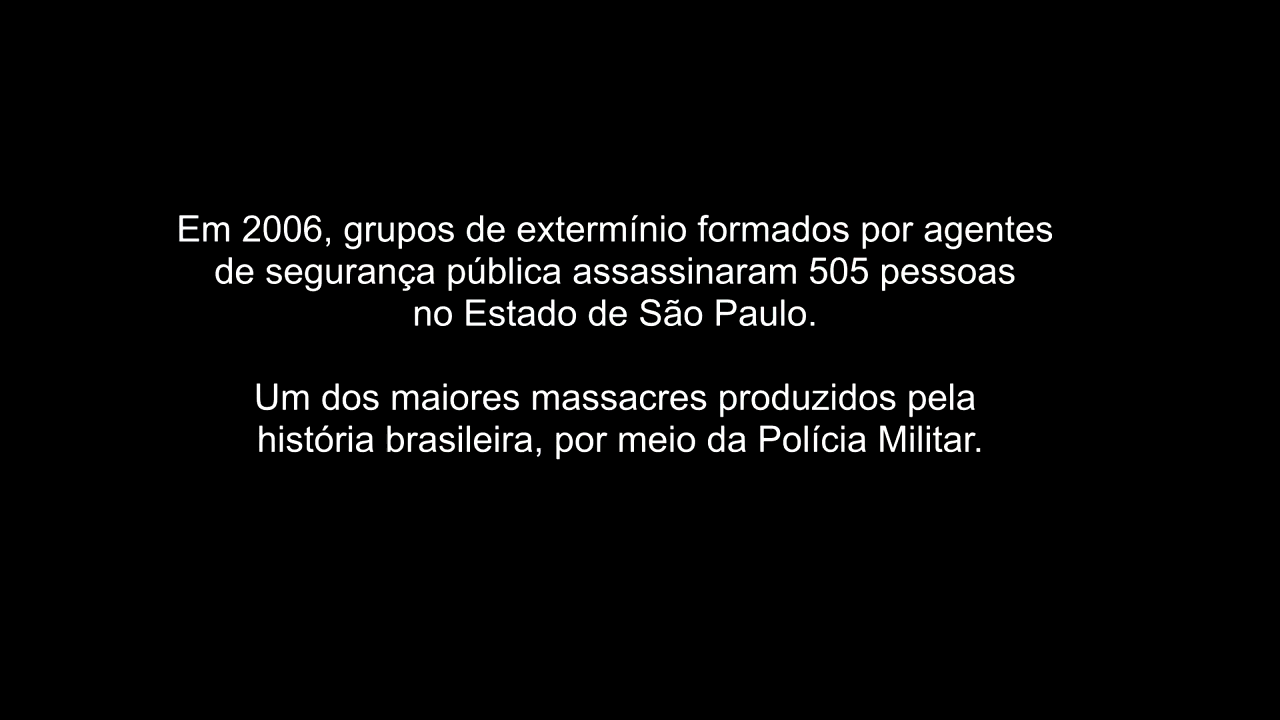 Em 2006, grupos de extermínio formados por agentes
de segurança pública assassinaram 505 pessoas
no Estado de São Paulo.
Um dos maiores massacres produzidos pela
história brasileira, por meio da Polícia Militar.